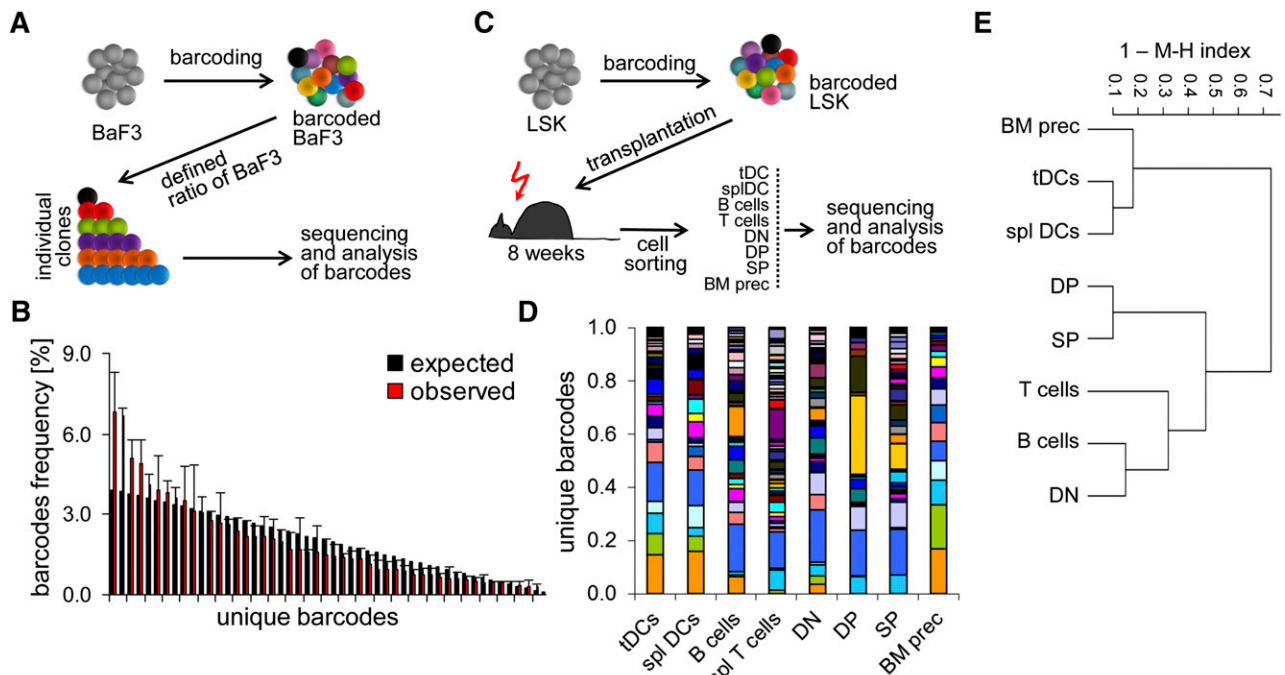 A
BaF3
barcoding
barcoded
BaF3
defined
ratio of BaF3
individual
clones
sequencing
and analysis
of barcodes
B
barcodes frequency [%]
9.0
6.0
3.0
0.0
expected
observed
unique barcodes
C
LSK
barcoding
barcoded
LSK
transplantation
8 weeks
cell
sorting
tDC
splDC
B cells
T cells
DN
DP
SP
BM prec
sequencing
and analysis
of barcodes
D
unique barcodes
1.0
0.8
0.6
0.4
0.2
0.0
tDCs
spl DCs
B cells
spl T cells
DN
DP
SP
BM prec
E
1 – M-H index
0.1
0.2
0.3
0.4
0.5
0.6
0.7
BM prec
tDCs
spl DCs
DP
SP
T cells
B cells
DN